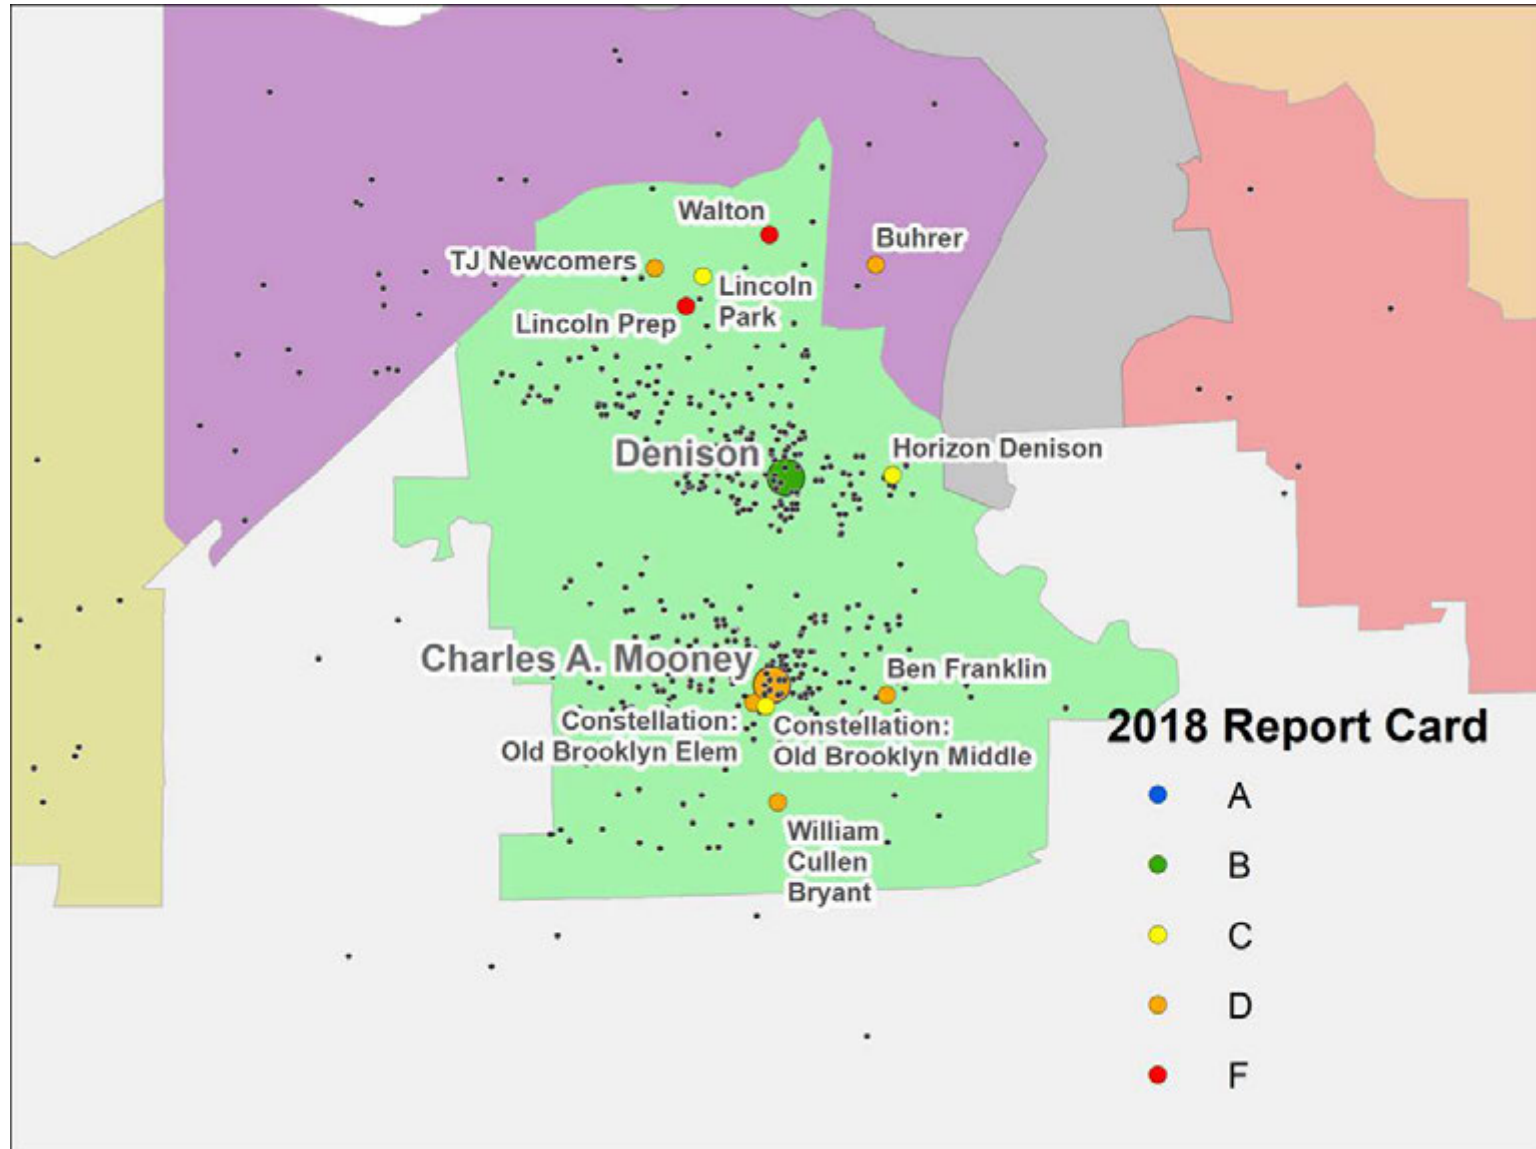 Walton
Buhrer
TJ Newcomers
Lincoln
Park
Lincoln Prep
Denison
Horizon Denison
Charles A. Mooney
Ben Franklin
Constellation:
Old Brooklyn Elem
Constellation:
Old Brooklyn Middle
William
Cullen
Bryant
2018 Report Card
A
B
C
D
F